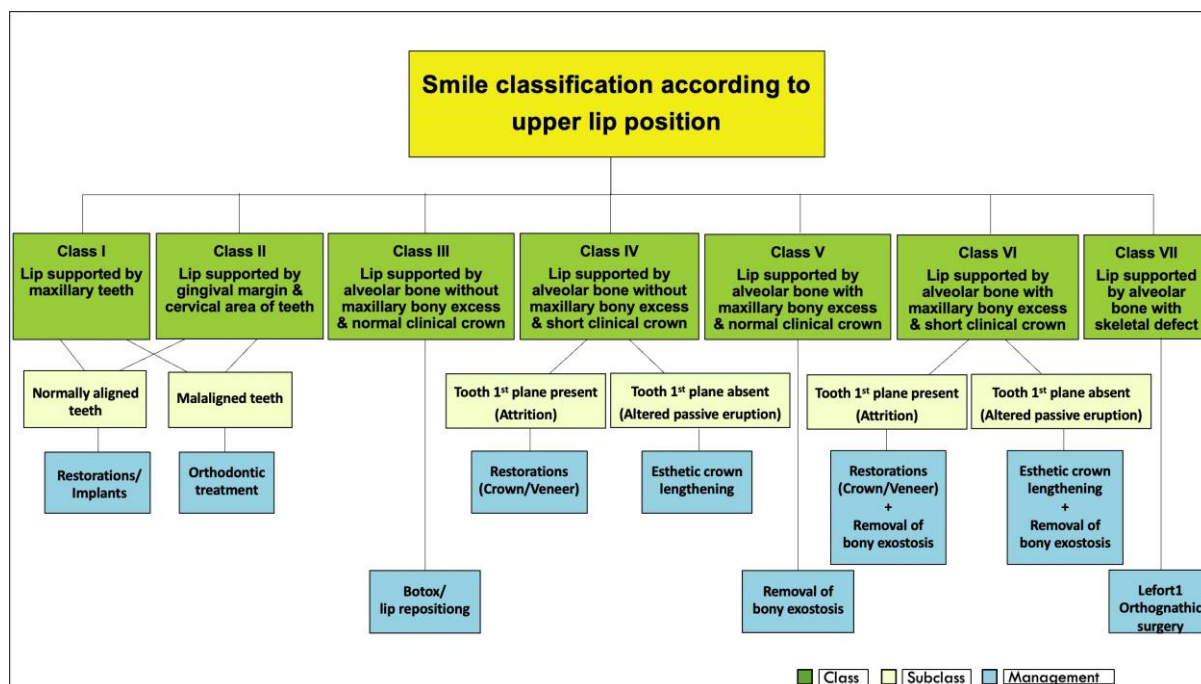 Smile classification according to
upper lip position
Class I
Lip supported by
maxillary teeth
Class II
Lip supported by
gingival margin &
cervical area of teeth
Class III
Lip supported by
alveolar bone without
maxillary bony excess
& normal clinical crown
Class IV
Lip supported by
alveolar bone without
maxillary bony excess
& short clinical crown
Class V
Lip supported by
alveolar bone with
maxillary bony excess
& normal clinical crown
Class VI
Lip supported by
alveolar bone with
maxillary bony excess
& short clinical crown
Class VII
Lip supported
by alveolar
bone with
skeletal defect
Normally aligned
teeth
Malaligned teeth
Tooth 1st plane present
(Attrition)
Tooth 1st plane absent
(Altered passive eruption)
Tooth 1st plane present
(Attrition)
Tooth 1st plane absent
(Altered passive eruption)
Restorations/
Implants
Orthodontic
treatment
Restorations
(Crown/Veneer)
Esthetic crown
lengthening
Restorations
(Crown/Veneer)
+
Removal of
bony exostosis
Esthetic crown
lengthening
+
Removal of
bony exostosis
Botox/
lip repositiong
Removal of
bony exostosis
Lefort1
Orthognathic
surgery
Class
Subclass
Management